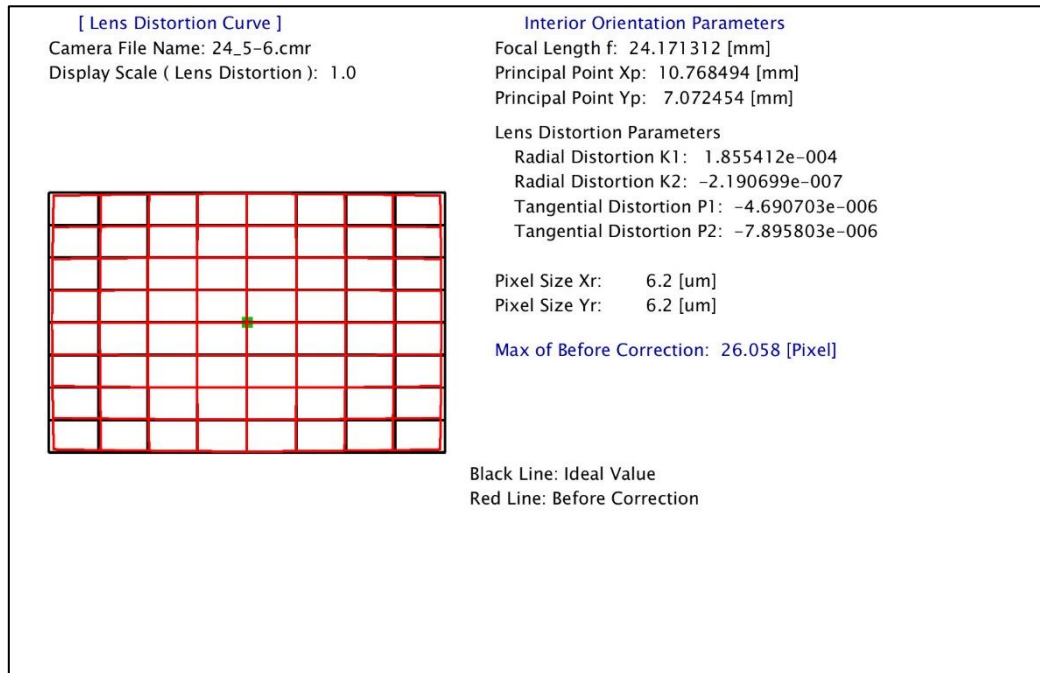 [ Lens Distortion Curve ]
Camera File Name: 24_5-6.cmr
Display Scale ( Lens Distortion ): 1.0
Interior Orientation Parameters
Focal Length f: 24.171312 [mm]
Principal Point Xp: 10.768494 [mm]
Principal Point Yp: 7.072454 [mm]
Lens Distortion Parameters
Radial Distortion K1: 1.855412e-004
Radial Distortion K2: -2.190699e-007
Tangential Distortion P1: -4.690703e-006
Tangential Distortion P2: -7.895803e-006
Pixel Size Xr: 6.2 [um]
Pixel Size Yr: 6.2 [um]
Max of Before Correction: 26.058 [Pixel]
Black Line: Ideal Value
Red Line: Before Correction